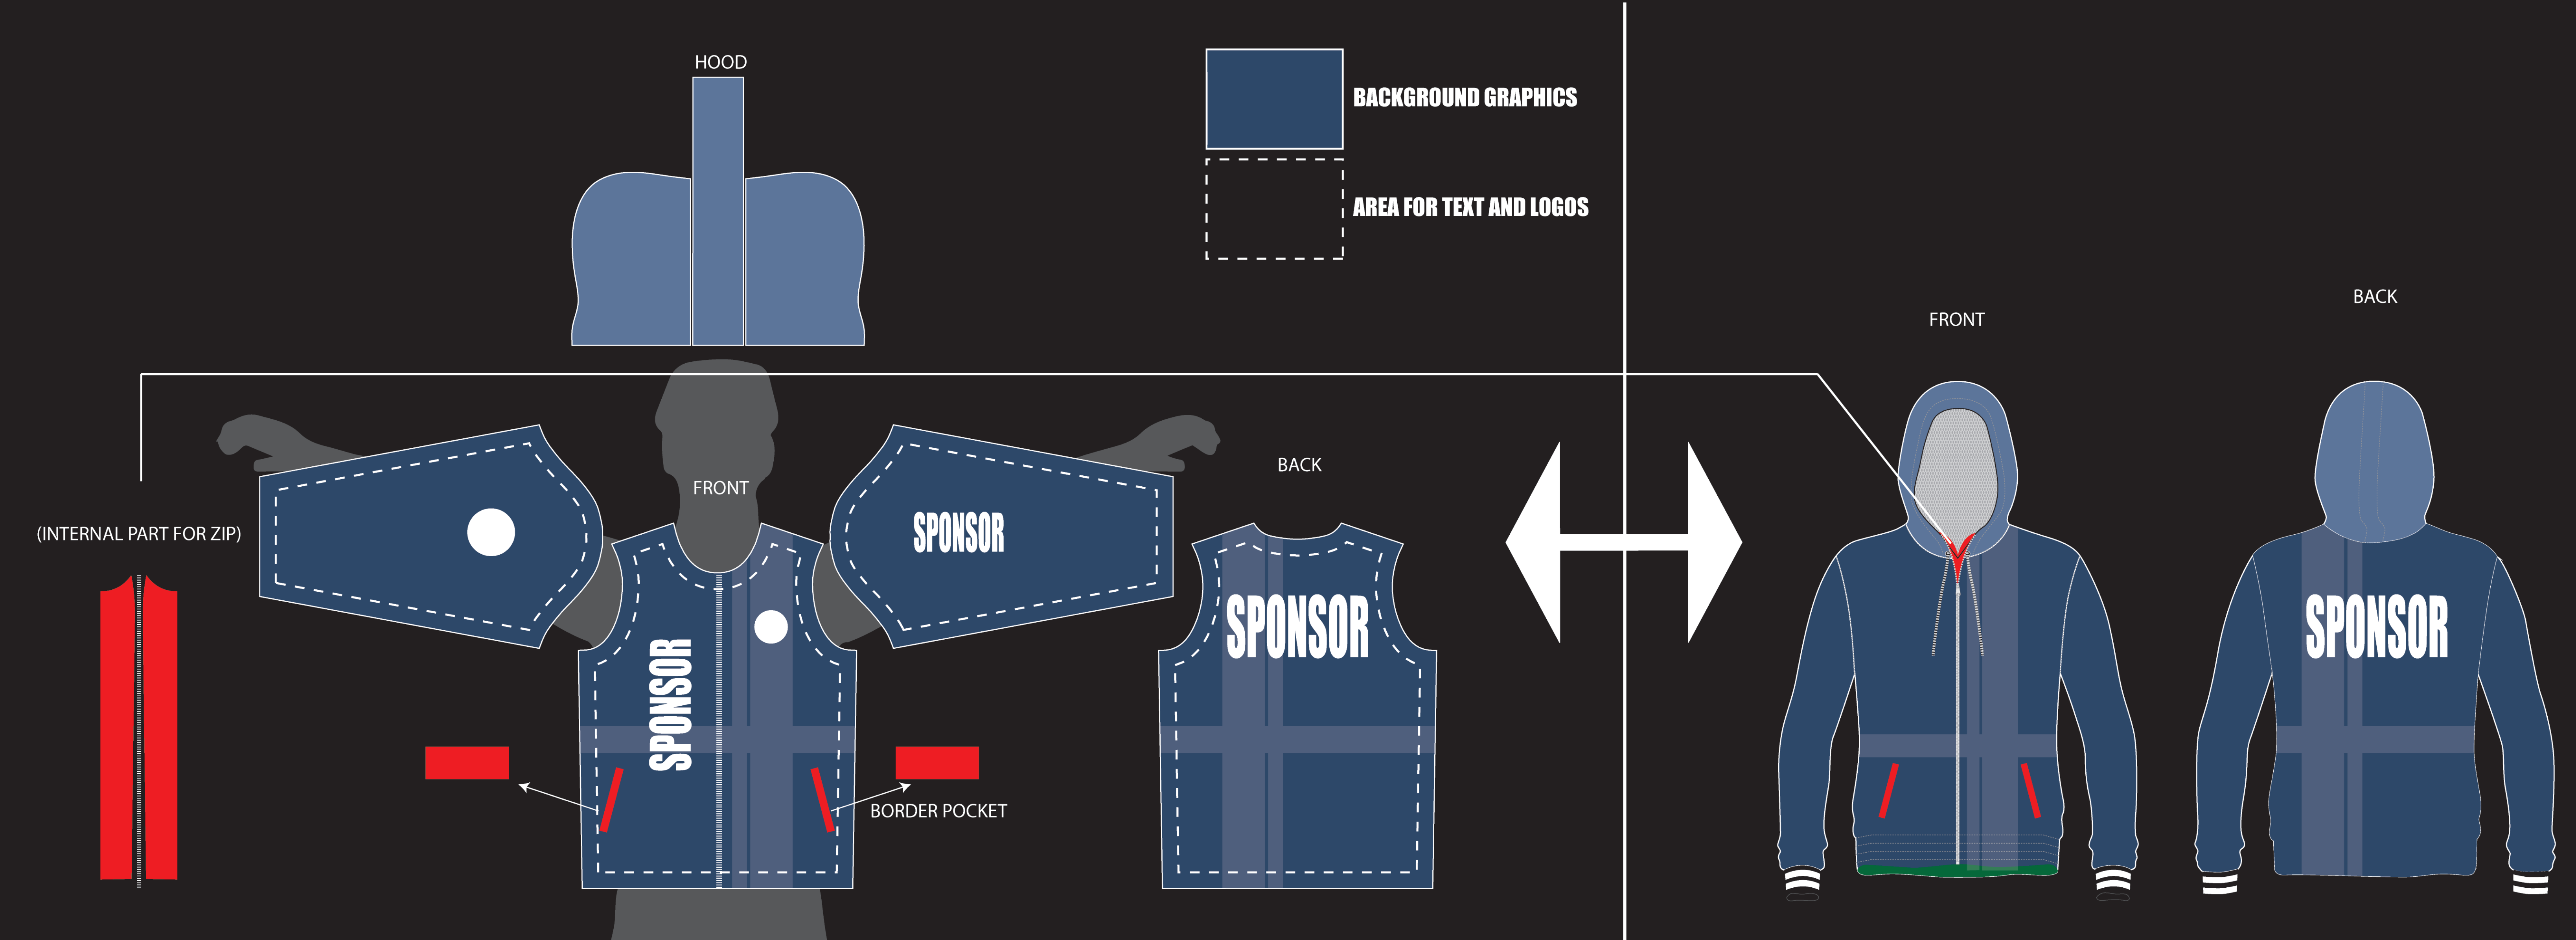 HOOD
BACKGROUND GRAPHICS
AREA FOR TEXT AND LOGOS
FRONT
BACK
(INTERNAL PART FOR ZIP)
SPONSOR
SPONSOR
SPONSOR
BORDER POCKET
FRONT
BACK
SPONSOR